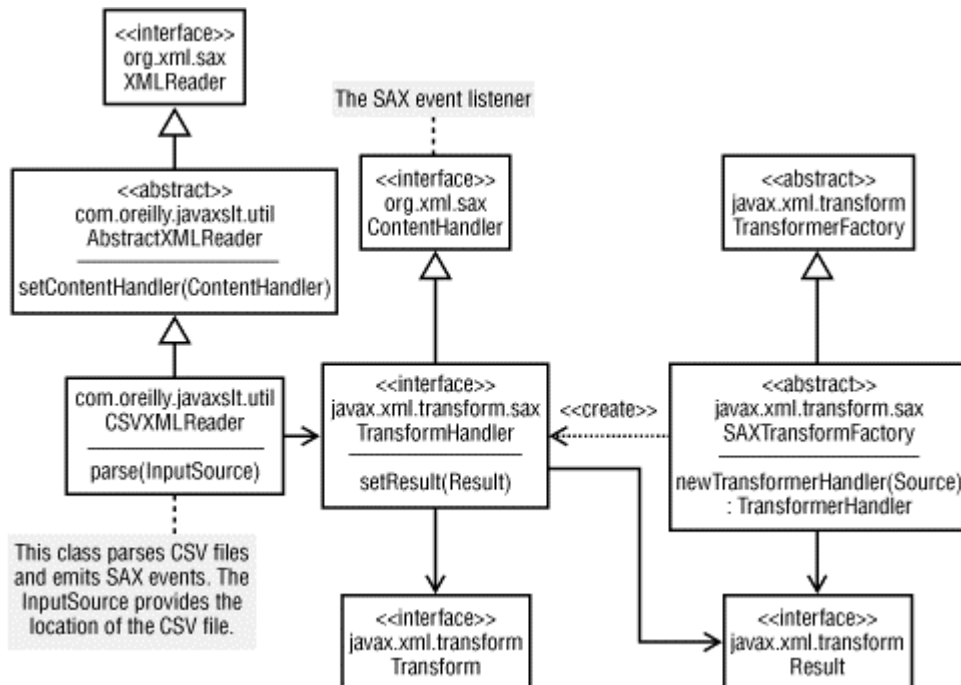 <<interface>>
org.xml.sax
XMLReader
The SAX event listener
<<abstract>>
com.oreilly.javaxslt.util
AbstractXMLReader
setContentHandler(ContentHandler)
<<interface>>
org.xml.sax
ContentHandler
<<abstract>>
javax.xml.transform
TransformerFactory
com.oreilly.javaxslt.util
CSVXMLReader
parse(InputSource)
<<interface>>
javax.xml.transform.sax
TransformHandler
setResult(Result)
<<create>>
<<abstract>>
javax.xml.transform.sax
SAXTransformFactory
newTransformerHandler(Source)
: TransformerHandler
This class parses CSV files
and emits SAX events. The
InputSource provides the
location of the CSV file.
<<interface>>
javax.xml.transform
Transform
<<interface>>
javax.xml.transform
Result